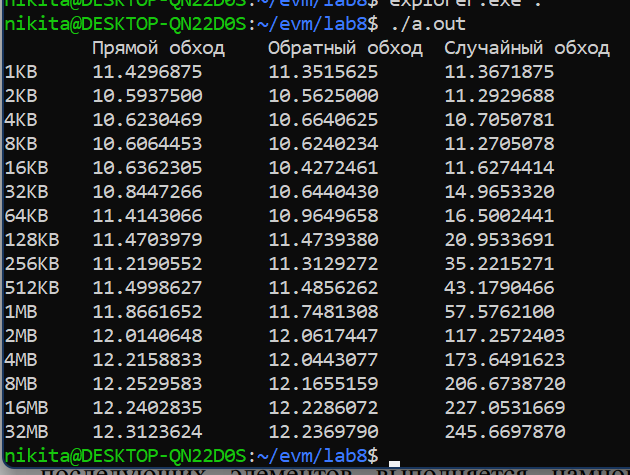 nikita@DESKTOP-QN22D0S:~/evm/lab8$ explorer.exe .
nikita@DESKTOP-QN22D0S:~/evm/lab8$ ./a.out
Прямой обход Обратный обход Случайный обход
1KB 11.4296875 11.3515625 11.3671875
2KB 10.5937500 10.5625000 11.2929688
4KB 10.6230469 10.6640625 10.7050781
8KB 10.6064453 10.6240234 11.2705078
16KB 10.6362305 10.4272461 11.6274414
32KB 10.8447266 10.6440430 14.9653320
64KB 11.4143066 10.9649658 16.5002441
128KB 11.4703979 11.4739380 20.9533691
256KB 11.2190552 11.3129272 35.2215271
512KB 11.4998627 11.4856262 43.1790466
1MB 11.8661652 11.7481308 57.5762100
2MB 12.0140648 12.0617447 117.2572403
4MB 12.2158833 12.0443077 173.6491623
8MB 12.2529583 12.1655159 206.6738720
16MB 12.2402835 12.2286072 227.0531669
32MB 12.3123624 12.2369790 245.6697870
nikita@DESKTOP-QN22D0S:~/evm/lab8$